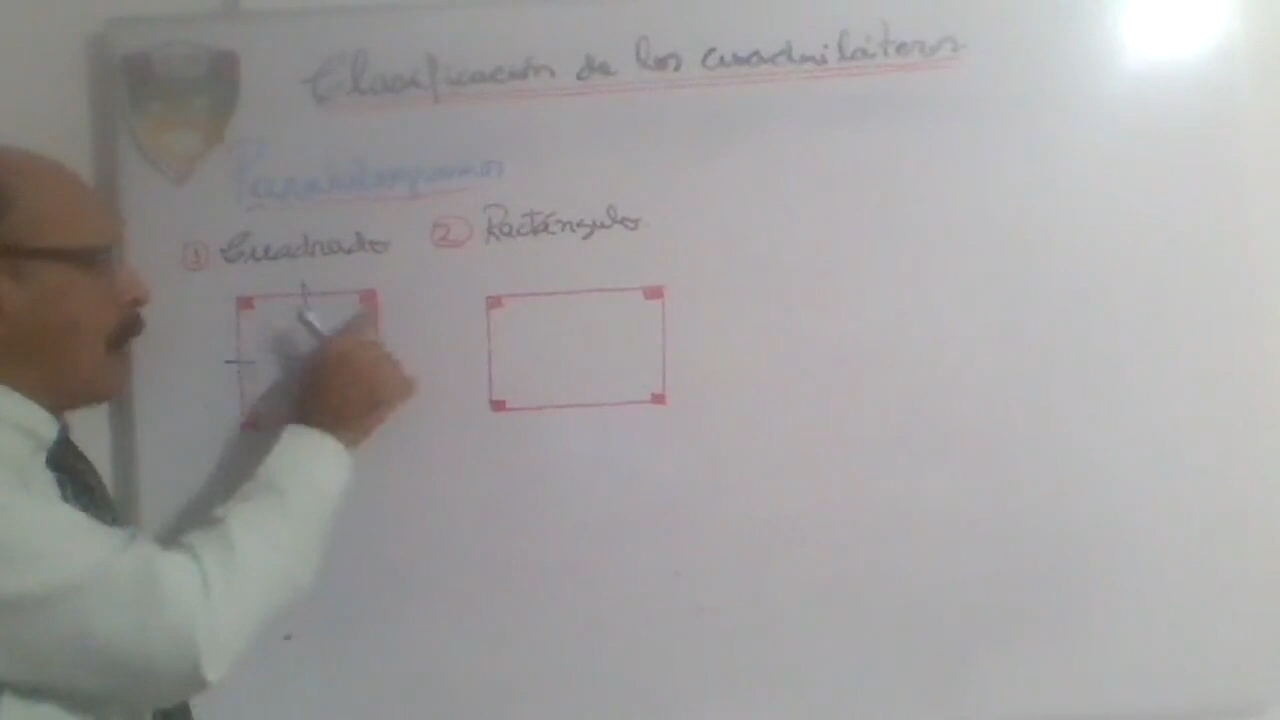 Clasificación de los cuadriláteros
Paralelogramos
1 Cuadrado
2 Rectángulo